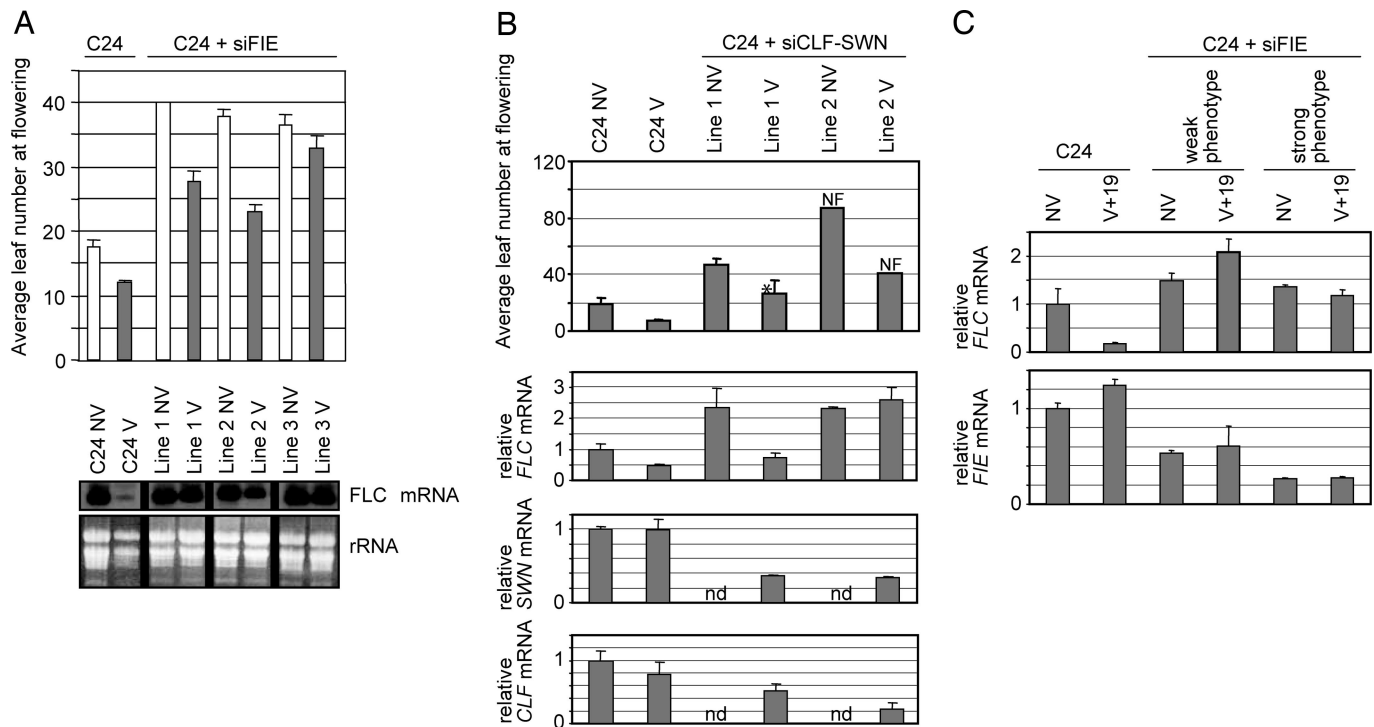 A
C24
C24 + siFIE
Average leaf number at flowering
40
30
20
10
0
C24 NV
C24 V
Line 1 NV
Line 1 V
Line 2 NV
Line 2 V
Line 3 NV
Line 3 V
FLC mRNA
rRNA
B
C24 + siCLF-SWN
C24 NV
C24 V
Line 1 NV
Line 1 V
Line 2 NV
Line 2 V
Average leaf number at flowering
120
80
40
0
*
NF
NF
relative
FLC mRNA
3
2
1
0
relative
SWN mRNA
1
0
nd
nd
relative
CLF mRNA
1
0
nd
nd
C
C24 + siFIE
C24
weak
phenotype
strong
phenotype
NV
V+19
NV
V+19
NV
V+19
relative
FLC mRNA
2
1
0
relative
FIE mRNA
1
0